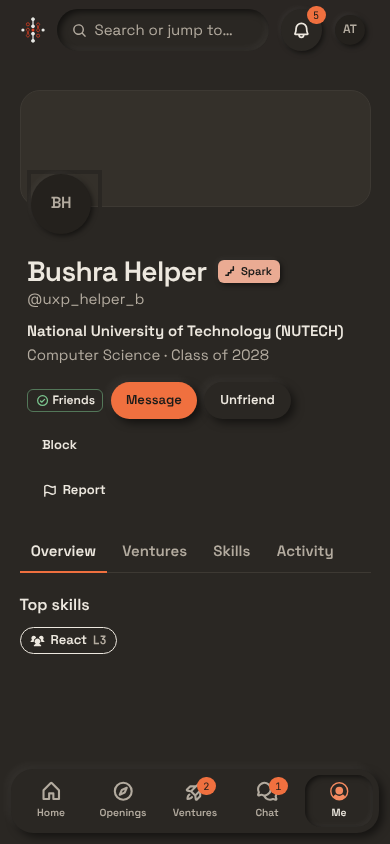 Search or jump to...
5
AT
BH
Bushra Helper
Spark
@uxp_helper_b
National University of Technology (NUTECH)
Computer Science · Class of 2028
Friends
Message
Unfriend
Block
Report
Overview Ventures Skills Activity
Top skills
React L3
2
1
Home Openings Ventures Chat Me